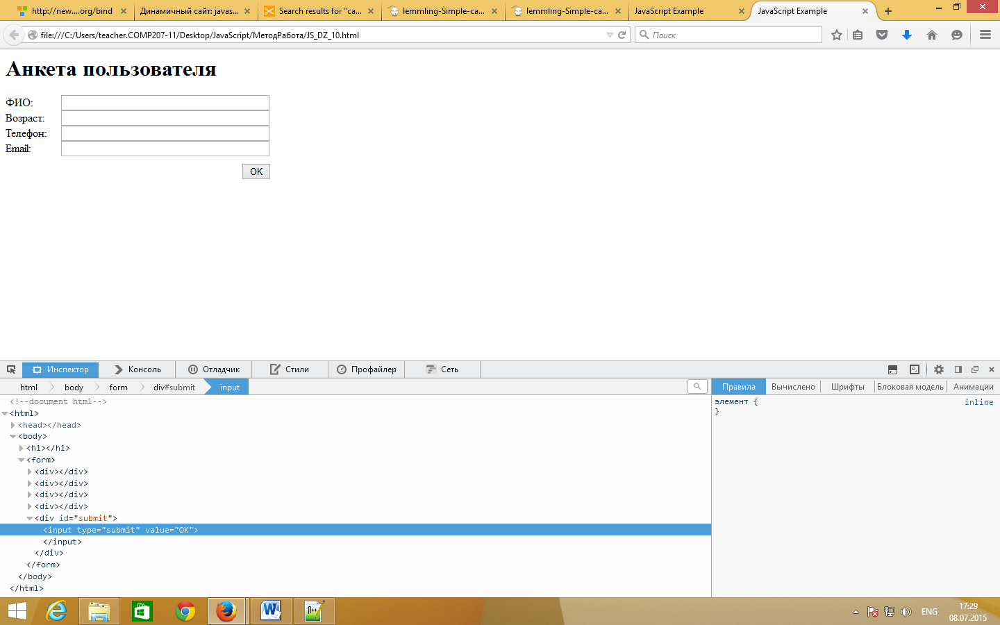 http://new....org/bind
Динамичный сайт: javas...
Search results for "ca...
lemmling-Simple-ca...
lemmling-Simple-ca...
JavaScript Example
JavaScript Example
file:///C:/Users/teacher.COMP207-11/Desktop/JavaScript/МетодРабота/JS_DZ_10.html
Поиск
Анкета пользователя
ФИО:
Возраст:
Телефон:
Email:
OK
Инспектор Консоль Отладчик Стили Сеть
html body form div#submit input
Правила Вычислено Шрифты Блоковая модель Анимации
<!--document html-->
<html>
<head></head>
<body>
<h1></h1>
<form>
<div></div>
<div></div>
<div></div>
<div></div>
<div id="submit">
<input type="submit" value="OK">
</input>
</div>
</form>
</body>
</html>
элемент { inline
}
ENG
17:29
08.07.2015